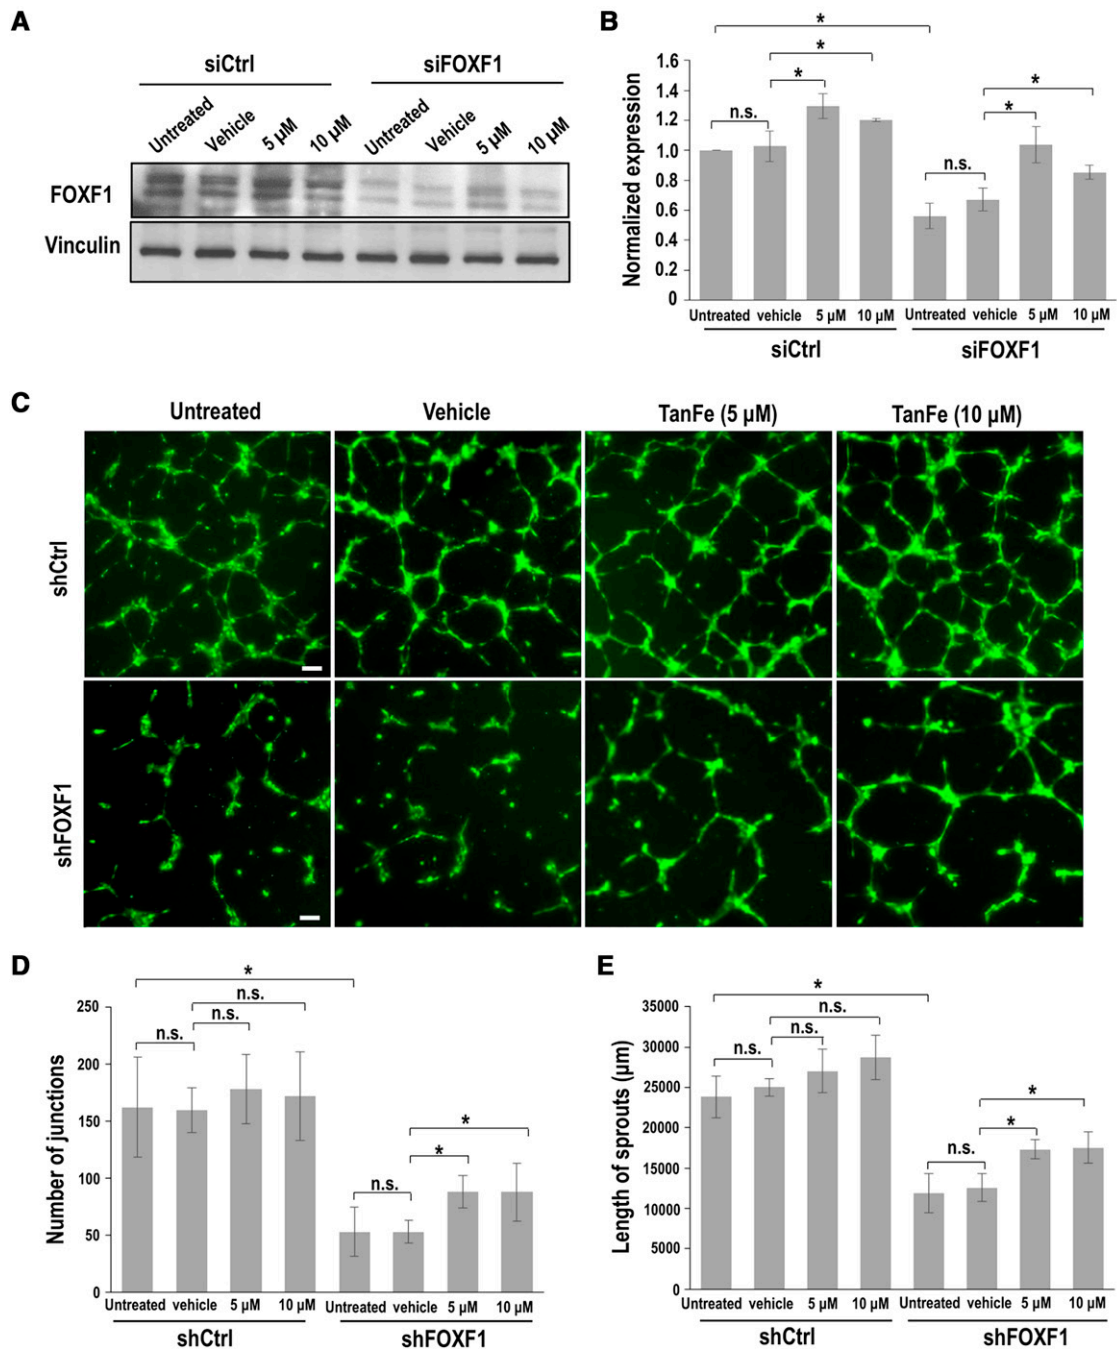 A
siCtrl
siFOXF1
Untreated
Vehicle
5 µM
10 µM
Untreated
Vehicle
5 µM
10 µM
FOXF1
Vinculin
B
Normalized expression
1.6
1.4
1.2
1.0
0.8
0.6
0.4
0.2
0
*
*
*
n.s.
*
*
n.s.
Untreated vehicle 5 µM 10 µM Untreated vehicle 5 µM 10 µM
siCtrl
siFOXF1
C
Untreated
Vehicle
TanFe (5 µM)
TanFe (10 µM)
shCtrl
shFOXF1
D
Number of junctions
250
200
150
100
50
0
*
n.s.
n.s.
n.s.
*
*
n.s.
Untreated vehicle 5 µM 10 µM Untreated vehicle 5 µM 10 µM
shCtrl
shFOXF1
E
Length of sprouts (µm)
35000
30000
25000
20000
15000
10000
5000
0
*
n.s.
n.s.
n.s.
*
*
n.s.
Untreated vehicle 5 µM 10 µM Untreated vehicle 5 µM 10 µM
shCtrl
shFOXF1